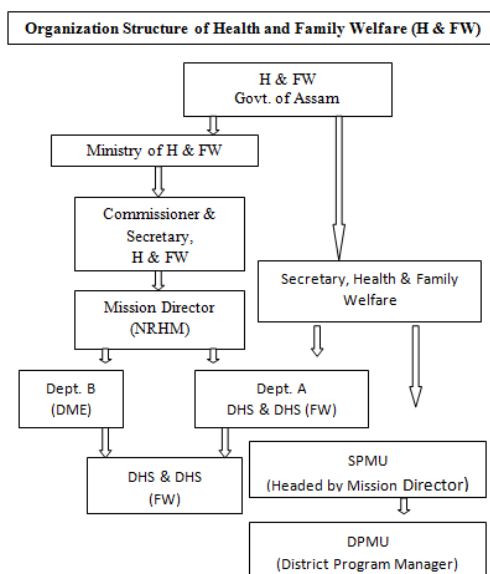 Organization Structure of Health and Family Welfare (H & FW)
H & FW
Govt. of Assam
Ministry of H & FW
Commissioner &
Secretary,
H & FW
Secretary, Health & Family
Welfare
Mission Director
(NRHM)
Dept. B
(DME)
Dept. A
DHS & DHS (FW)
DHS & DHS
(FW)
SPMU
(Headed by Mission Director)
DPMU
(District Program Manager)